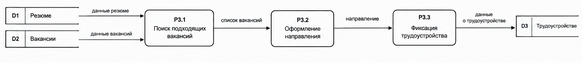 D1 Резюме
данные резюме
D2 Вакансии
данные вакансий
P3.1
Поиск подходящих
вакансий
список вакансий
P3.2
Оформление
направления
направление
P3.3
Фиксация
трудоустройства
данные
о трудоустройстве
D3 Трудоустройство